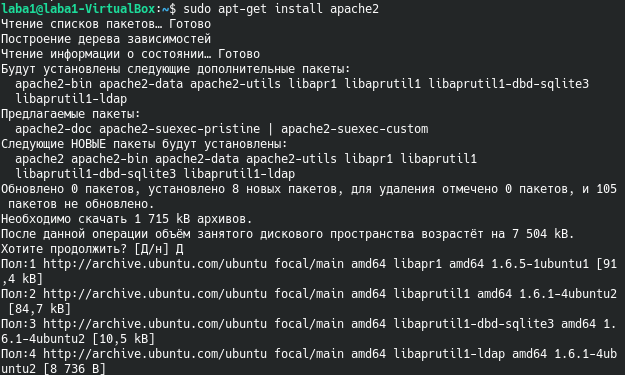 laba1@laba1-VirtualBox:~$ sudo apt-get install apache2
Чтение списков пакетов… Готово
Построение дерева зависимостей
Чтение информации о состоянии… Готово
Будут установлены следующие дополнительные пакеты:
  apache2-bin apache2-data apache2-utils libapr1 libaprutil1 libaprutil1-dbd-sqlite3
  libaprutil1-ldap
Предлагаемые пакеты:
  apache2-doc apache2-suexec-pristine | apache2-suexec-custom
Следующие НОВЫЕ пакеты будут установлены:
  apache2 apache2-bin apache2-data apache2-utils libapr1 libaprutil1
  libaprutil1-dbd-sqlite3 libaprutil1-ldap
Обновлено 0 пакетов, установлено 8 новых пакетов, для удаления отмечено 0 пакетов, и 105
 пакетов не обновлено.
Необходимо скачать 1 715 kB архивов.
После данной операции объём занятого дискового пространства возрастёт на 7 504 kB.
Хотите продолжить? [Д/н] Д
Пол:1 http://archive.ubuntu.com/ubuntu focal/main amd64 libapr1 amd64 1.6.5-1ubuntu1 [91
,4 kB]
Пол:2 http://archive.ubuntu.com/ubuntu focal/main amd64 libaprutil1 amd64 1.6.1-4ubuntu2
 [84,7 kB]
Пол:3 http://archive.ubuntu.com/ubuntu focal/main amd64 libaprutil1-dbd-sqlite3 amd64 1.
6.1-4ubuntu2 [10,5 kB]
Пол:4 http://archive.ubuntu.com/ubuntu focal/main amd64 libaprutil1-ldap amd64 1.6.1-4ub
untu2 [8 736 B]